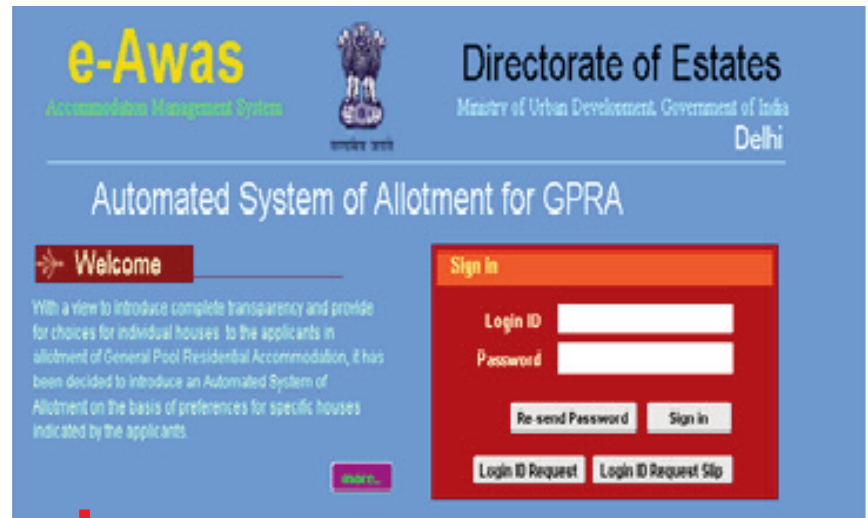 e-Awas
Accommodation Management System
सत्यमेव जयते
Directorate of Estates
Ministry of Urban Development, Government of India
Delhi
Automated System of Allotment for GPRA
Welcome
With a view to introduce complete transparency and provide
for choices for individual houses to the applicants in
allotment of General Pool Residential Accommodation, it has
been decided to introduce an Automated System of
Allotment on the basis of preferences for specific houses
indicated by the applicants.
more..
Sign in
Login ID
Password
Re-send Password Sign in
Login ID Request Login ID Request Slip